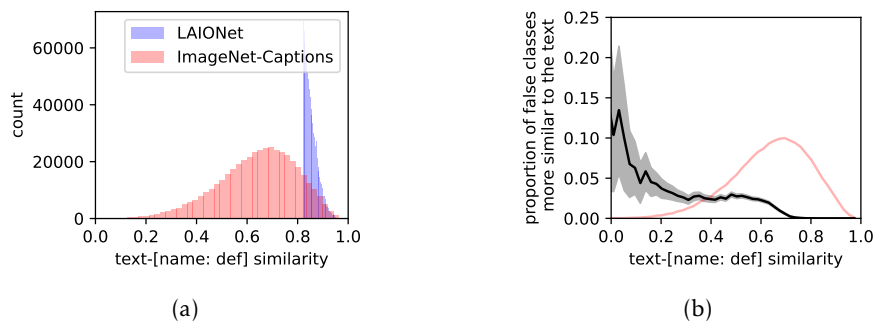 LAIONet
ImageNet-Captions
count
60000
40000
20000
0
0.0 0.2 0.4 0.6 0.8 1.0
text-[name: def] similarity
(a)
proportion of false classes
more similar to the text
0.25
0.20
0.15
0.10
0.05
0.00
0.0 0.2 0.4 0.6 0.8 1.0
text-[name: def] similarity
(b)